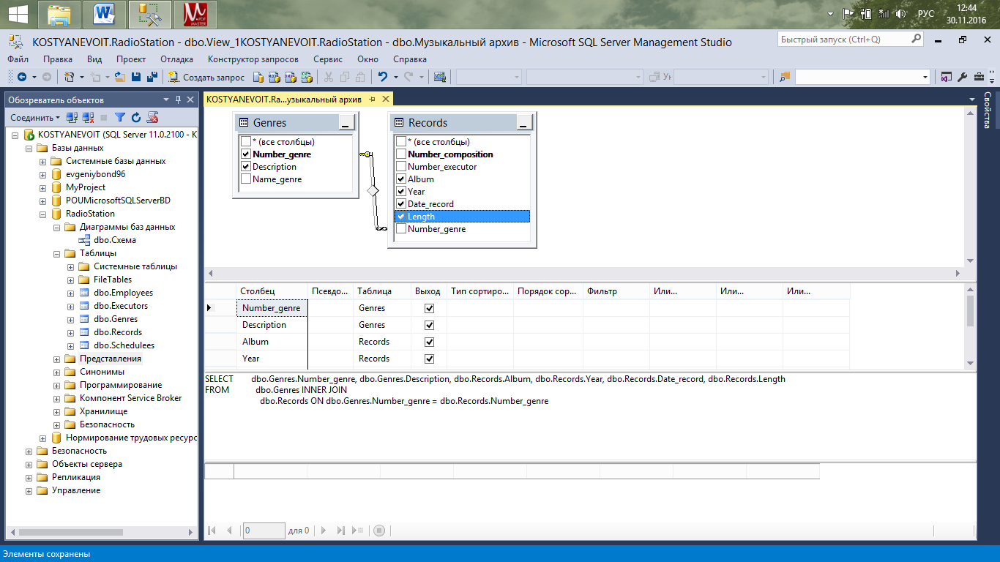 12:44
РУС
30.11.2016
KOSTYANEVOIT.RadioStation - dbo.View_1KOSTYANEVOIT.RadioStation - dbo.Музыкальный архив - Microsoft SQL Server Management Studio
Быстрый запуск (Ctrl+Q)
Файл Правка Вид Проект Отладка Конструктор запросов Сервис Окно Справка
Создать запрос
Обозреватель объектов
KOSTYANEVOIT.Ra...узыкальный архив
Свойства
Соединить
KOSTYANEVOIT (SQL Server 11.0.2100 - K
Базы данных
Системные базы данных
evgeniybond96
MyProject
POUMicrosoftSQLServerBD
RadioStation
Диаграммы баз данных
dbo.Схема
Таблицы
Системные таблицы
FileTables
dbo.Employees
dbo.Executors
dbo.Genres
dbo.Records
dbo.Schedulees
Представления
Синонимы
Программирование
Компонент Service Broker
Хранилище
Безопасность
Нормирование трудовых ресурс
Безопасность
Объекты сервера
Репликация
Управление
Genres
* (все столбцы)
Number_genre
Description
Name_genre
Records
* (все столбцы)
Number_composition
Number_executor
Album
Year
Date_record
Length
Number_genre
Столбец Псевдо... Таблица Выход Тип сортиро... Порядок сор... Фильтр Или... Или... Или...
Number_genre Genres
Description Genres
Album Records
Year Records
SELECT dbo.Genres.Number_genre, dbo.Genres.Description, dbo.Records.Album, dbo.Records.Year, dbo.Records.Date_record, dbo.Records.Length
FROM dbo.Genres INNER JOIN
dbo.Records ON dbo.Genres.Number_genre = dbo.Records.Number_genre
0 для 0
Элементы сохранены